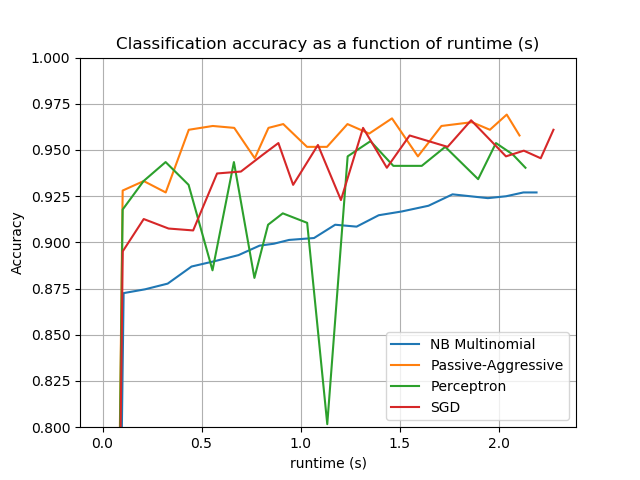 Classification accuracy as a function of runtime (s)
1.000
0.975
0.950
0.925
0.900
0.875
0.850
0.825
0.800
Accuracy
NB Multinomial
Passive-Aggressive
Perceptron
SGD
0.0 0.5 1.0 1.5 2.0
runtime (s)